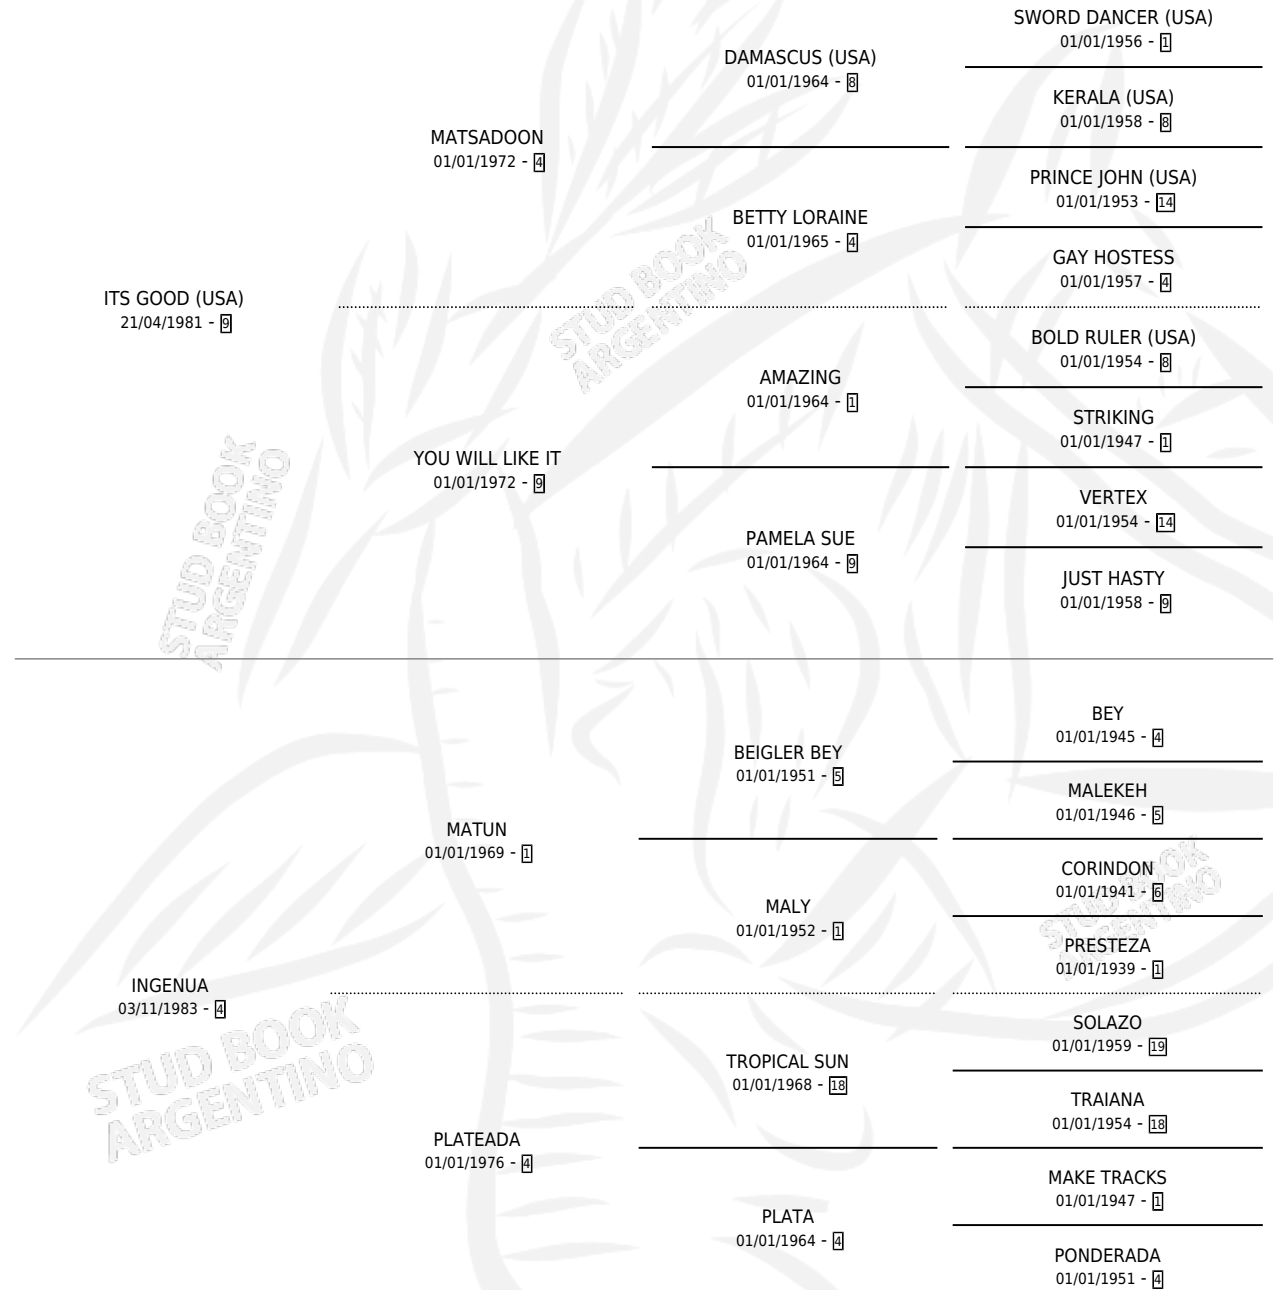 SWORD DANCER (USA)
01/01/1956 - 1
DAMASCUS (USA)
01/01/1964 - 8
KERALA (USA)
01/01/1958 - 8
MATSADOON
01/01/1972 - 4
PRINCE JOHN (USA)
01/01/1953 - 14
BETTY LORAINE
01/01/1965 - 4
GAY HOSTESS
01/01/1957 - 4
ITS GOOD (USA)
21/04/1981 - 9
BOLD RULER (USA)
01/01/1954 - 8
AMAZING
01/01/1964 - 1
STRIKING
01/01/1947 - 1
YOU WILL LIKE IT
01/01/1972 - 9
VERTEX
01/01/1954 - 14
PAMELA SUE
01/01/1964 - 9
JUST HASTY
01/01/1958 - 9
BEY
01/01/1945 - 4
BEIGLER BEY
01/01/1951 - 5
MALEKEH
01/01/1946 - 5
MATUN
01/01/1969 - 1
CORINDON
01/01/1941 - 6
MALY
01/01/1952 - 1
PRESTEZA
01/01/1939 - 1
INGENUA
03/11/1983 - 4
SOLAZO
01/01/1959 - 19
TROPICAL SUN
01/01/1968 - 18
TRAIANA
01/01/1954 - 18
PLATEADA
01/01/1976 - 4
MAKE TRACKS
01/01/1947 - 1
PLATA
01/01/1964 - 4
PONDERADA
01/01/1951 - 4
STUD BOOK
ARGENTINO
STUD BOOK
ARGENTINO
STUD BOOK
ARGENTINO
STUD BOOK
ARGENTINO